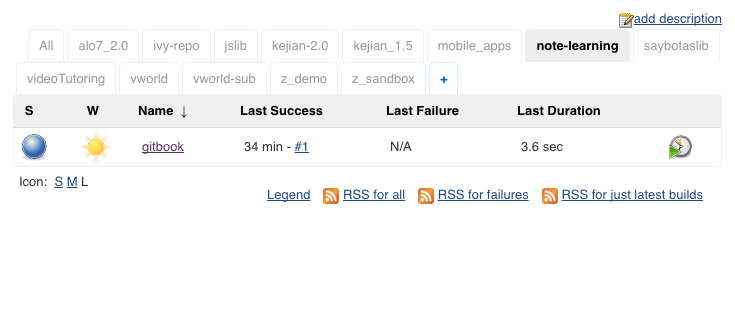 add description
All alo7_2.0 ivy-repo jslib kejian-2.0 kejian_1.5 mobile_apps note-learning saybotaslib
videoTutoring vworld vworld-sub z_demo z_sandbox +
S W Name ↓ Last Success Last Failure Last Duration
gitbook 34 min - #1 N/A 3.6 sec
Icon: S M L
Legend RSS for all RSS for failures RSS for just latest builds